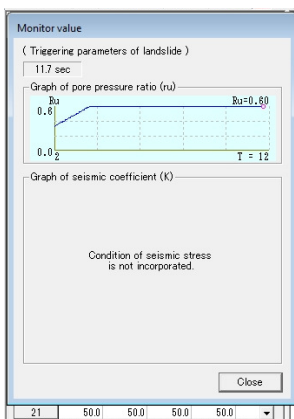 Monitor value
( Triggering parameters of landslide )
11.7 sec
Graph of pore pressure ratio (ru)
Ru
Ru=0.60
0.6
0.0
2
T = 12
Graph of seismic coefficient (K)
Condition of seismic stress
is not incorporated.
Close
21 50.0 50.0 50.0 50.0